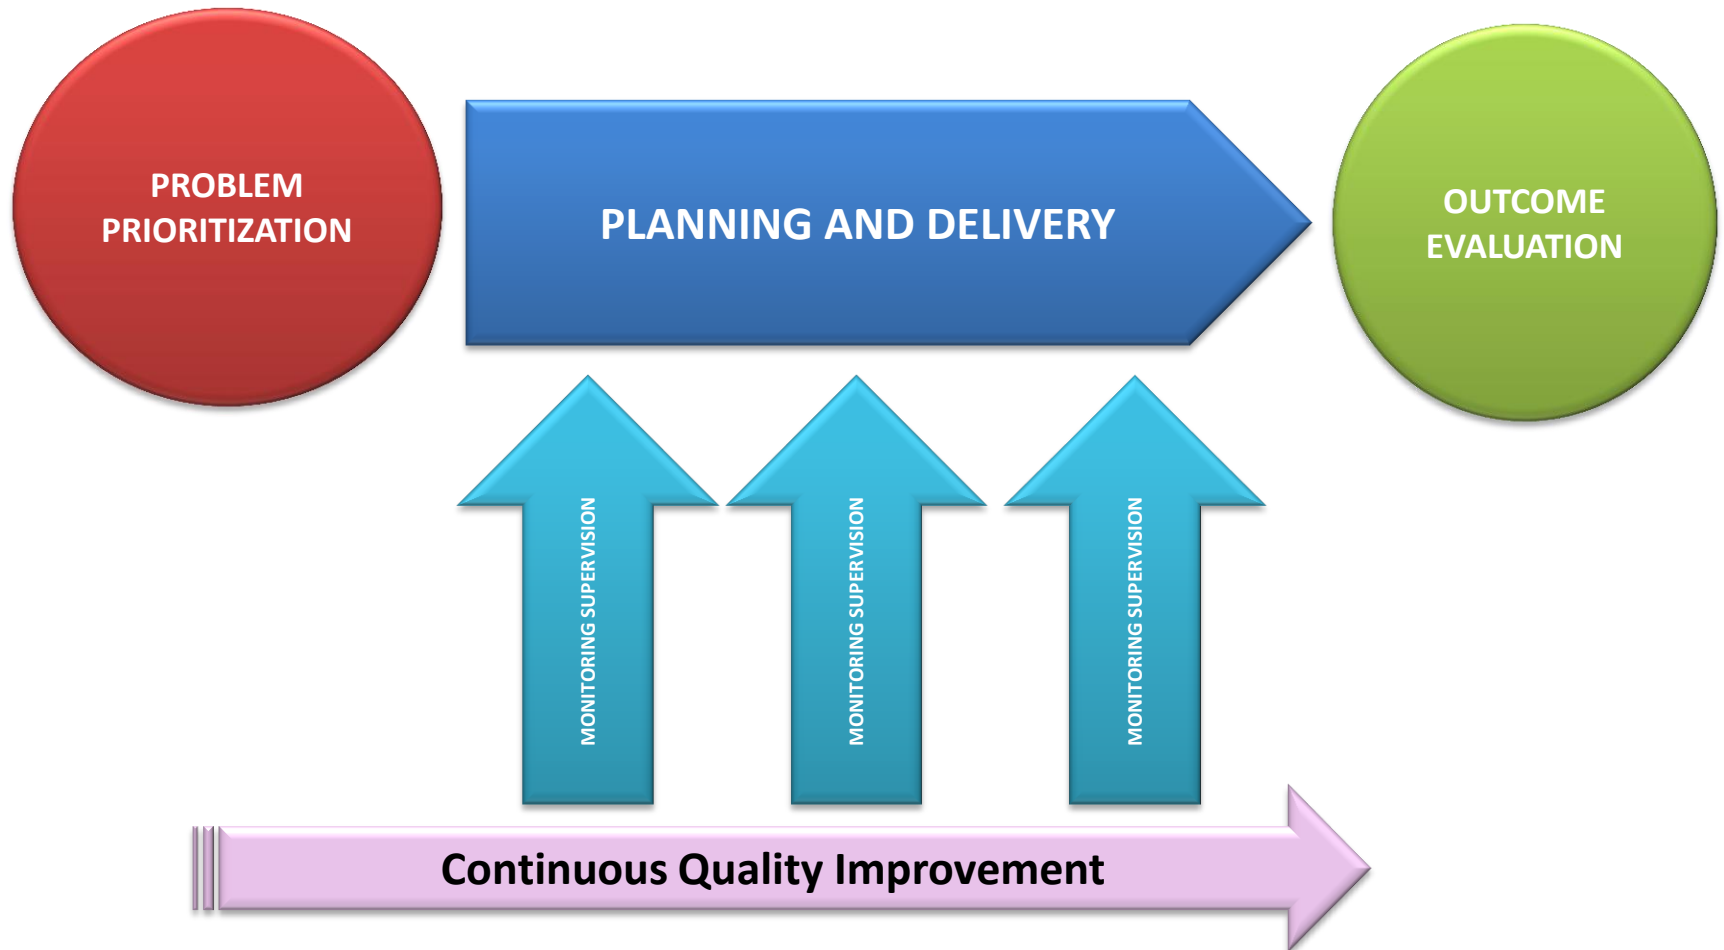 PROBLEM
PRIORITIZATION
PLANNING AND DELIVERY
OUTCOME
EVALUATION
MONITORING SUPERVISION
MONITORING SUPERVISION
MONITORING SUPERVISION
Continuous Quality Improvement